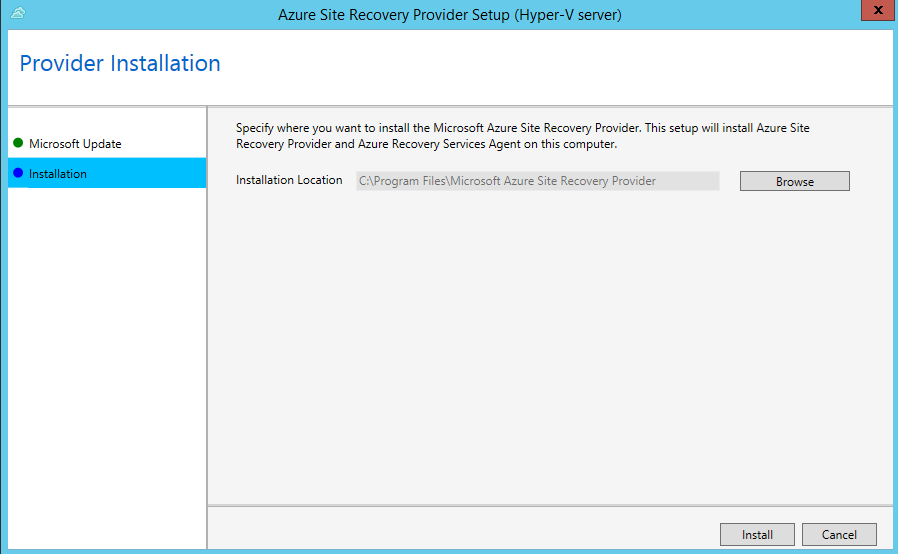 Azure Site Recovery Provider Setup (Hyper-V server)
x
Provider Installation
Microsoft Update
Installation
Specify where you want to install the Microsoft Azure Site Recovery Provider. This setup will install Azure Site
Recovery Provider and Azure Recovery Services Agent on this computer.
Installation Location C:\Program Files\Microsoft Azure Site Recovery Provider Browse
Install Cancel